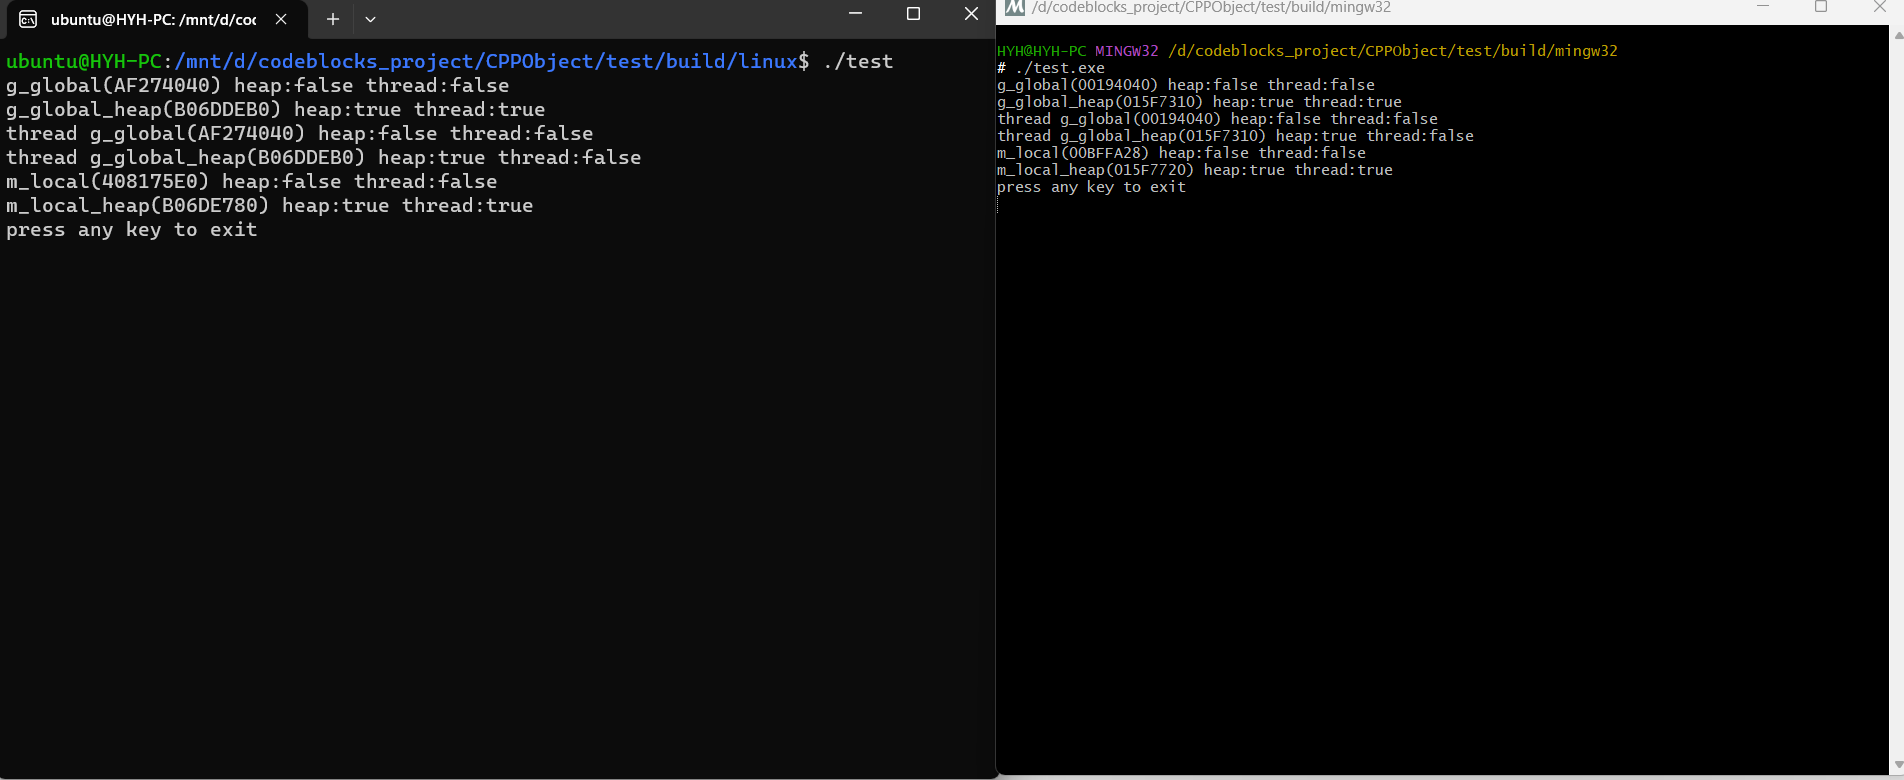 ubuntu@HYH-PC: /mnt/d/coc
ubuntu@HYH-PC:/mnt/d/codeblocks_project/CPPObject/test/build/linux$ ./test
g_global(AF274040) heap:false thread:false
g_global_heap(B06DDEB0) heap:true thread:true
thread g_global(AF274040) heap:false thread:false
thread g_global_heap(B06DDEB0) heap:true thread:false
m_local(408175E0) heap:false thread:false
m_local_heap(B06DE780) heap:true thread:true
press any key to exit
/d/codeblocks_project/CPPObject/test/build/mingw32
HYH@HYH-PC MINGW32 /d/codeblocks_project/CPPObject/test/build/mingw32
# ./test.exe
g_global(00194040) heap:false thread:false
g_global_heap(015F7310) heap:true thread:true
thread g_global(00194040) heap:false thread:false
thread g_global_heap(015F7310) heap:true thread:false
m_local(00BFFA28) heap:false thread:false
m_local_heap(015F7720) heap:true thread:true
press any key to exit